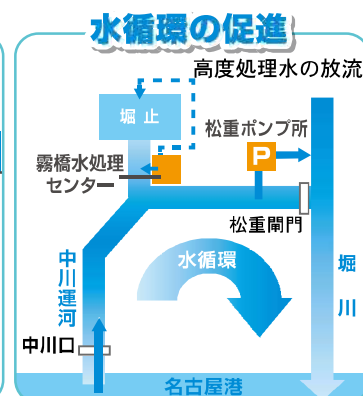 水循環の促進
高度処理水の放流
堀止
松重ポンプ所
霧橋水処理
センター
P
松重閘門
中川運河
水循環
堀川
中川口
名古屋港